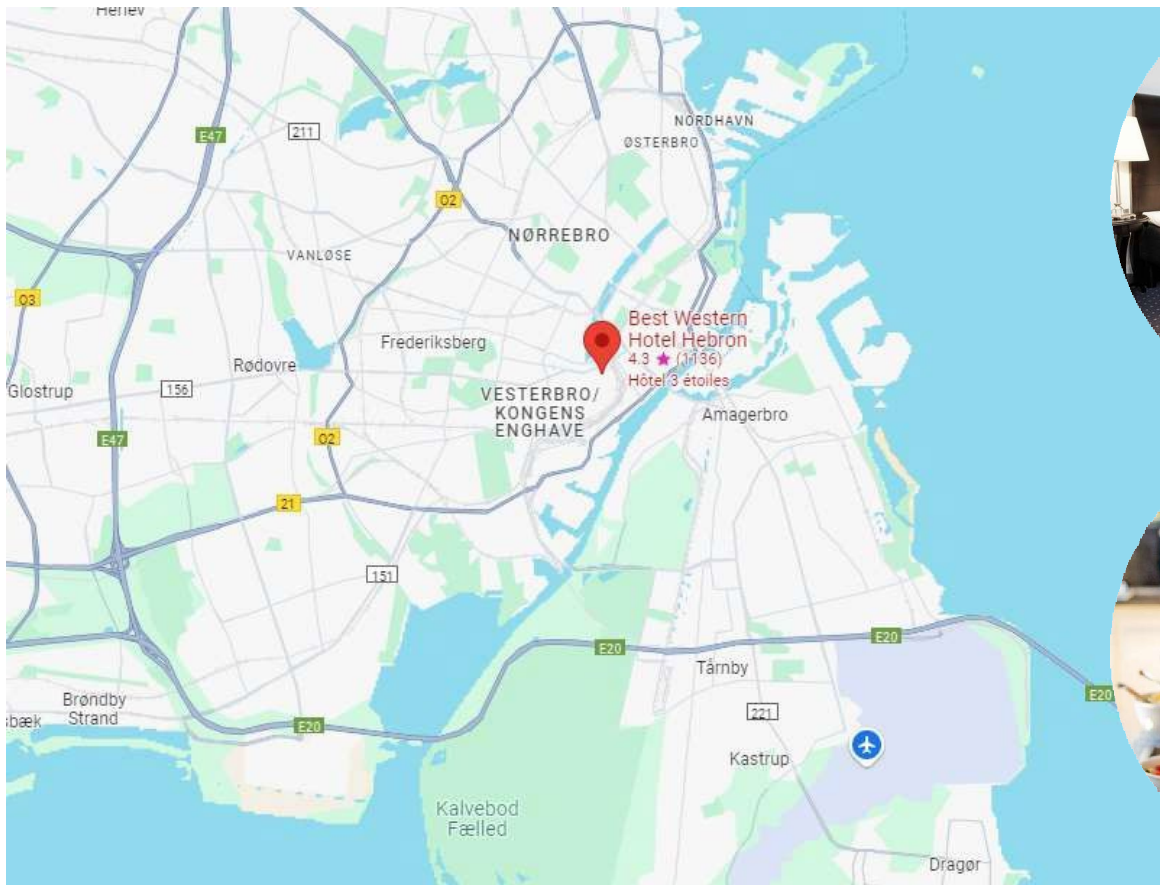 Herlev
NORDHAVN
E47
211
ØSTERBRO
O2
NØRREBRO
VANLØSE
O3
Best Western
Hotel Hebron
4.3 ★ (1136)
Hôtel 3 étoiles
Frederiksberg
Rødovre
Glostrup
156
VESTERBRO/
KONGENS
ENGHAVE
Amagerbro
E47
O2
21
151
E20
E20
Tårnby
E20
Brøndby
Strand
sbæk
E20
221
Kastrup
Kalvebod
Fælled
Dragør